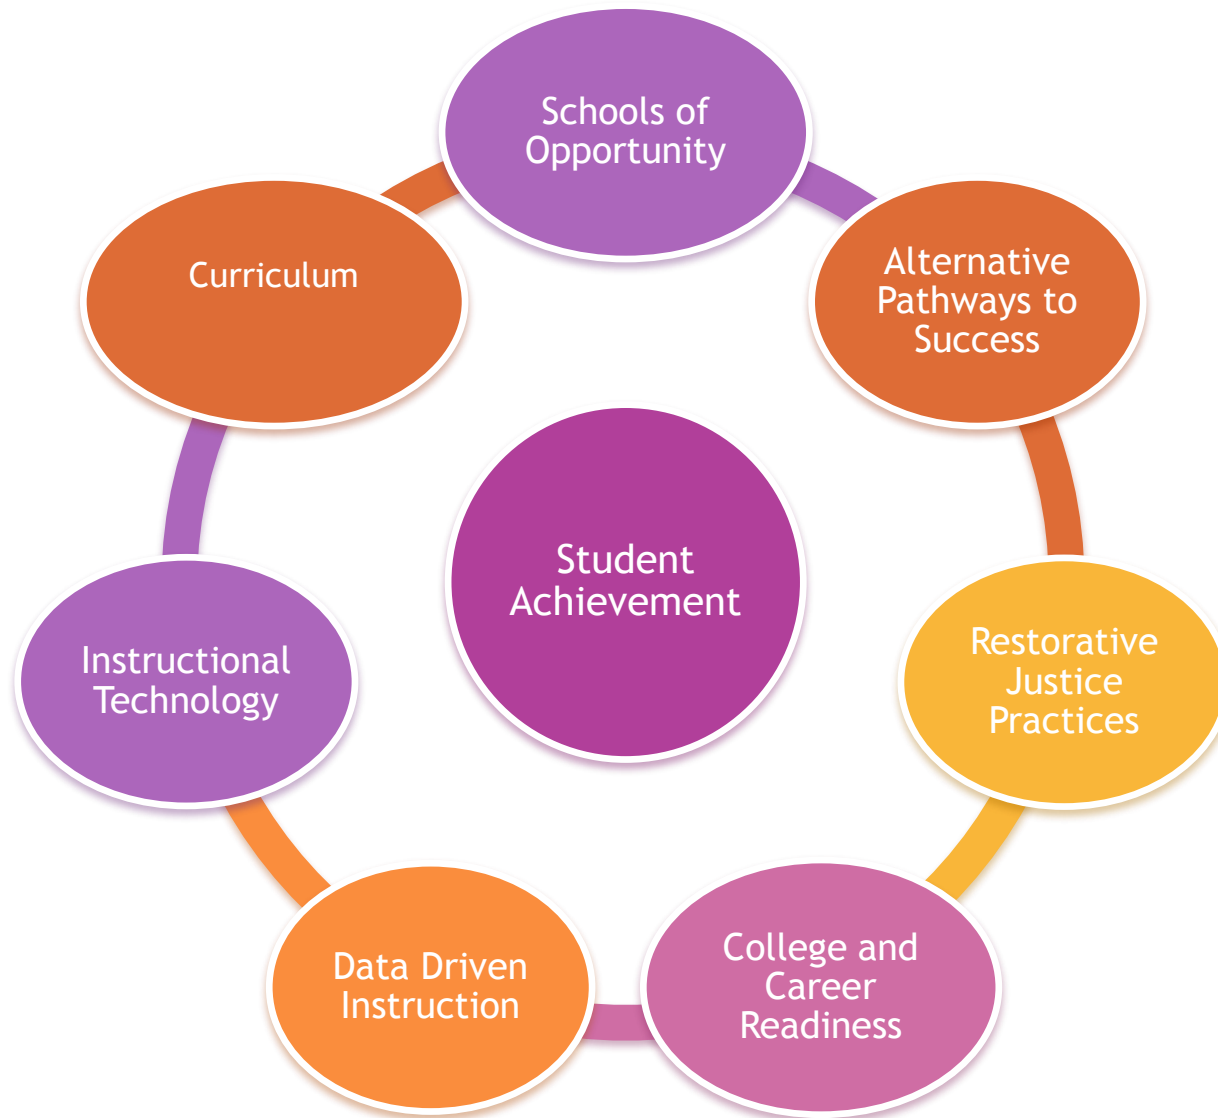 Schools of
Opportunity
Alternative
Pathways to
Success
Restorative
Justice
Practices
College and
Career
Readiness
Data Driven
Instruction
Instructional
Technology
Curriculum
Student
Achievement